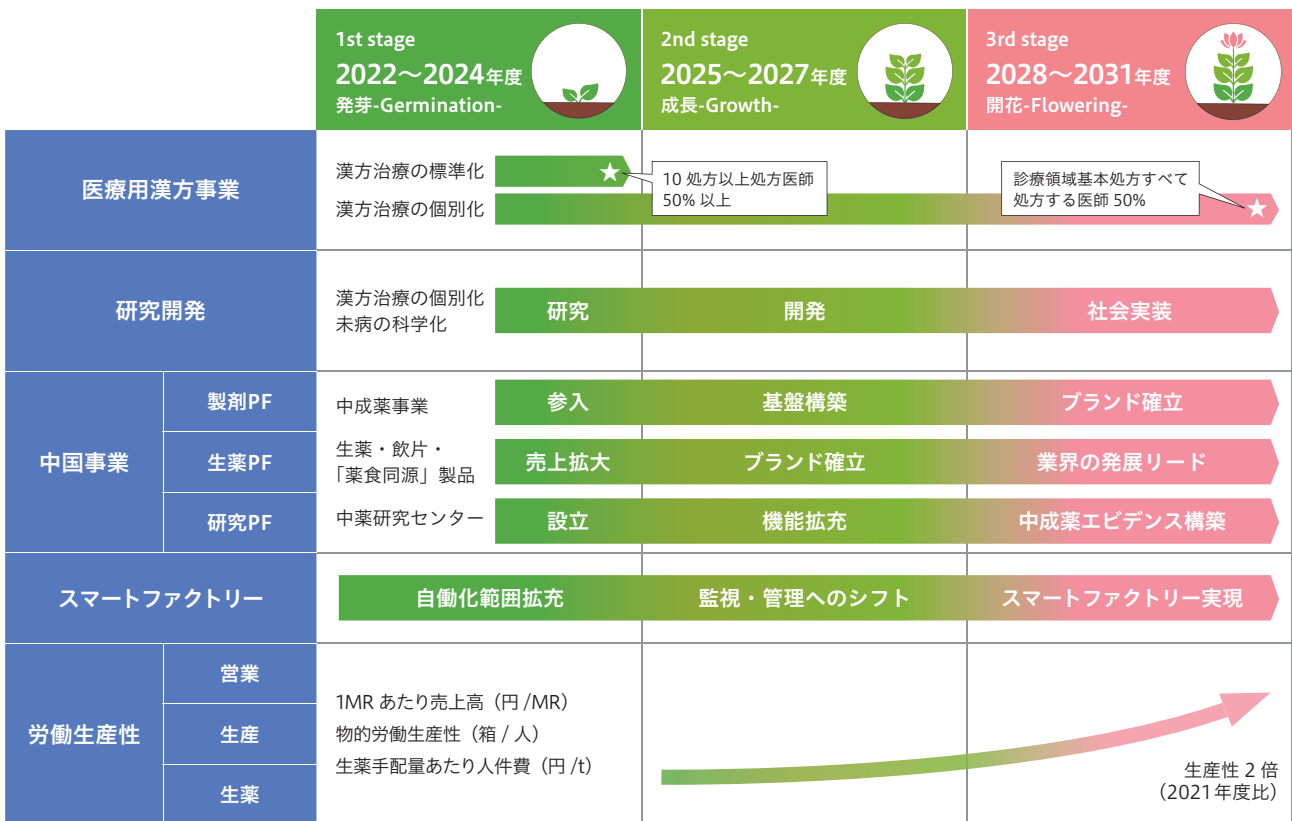 1st stage
2022～2024年度
発芽-Germination-
2nd stage
2025～2027年度
成長-Growth-
3rd stage
2028～2031年度
開花-Flowering-
医療用漢方事業
漢方治療の標準化
10 処方以上処方医師
50% 以上
漢方治療の個別化
診療領域基本処方すべて
処方する医師 50%
研究開発
漢方治療の個別化
未病の科学化
研究
開発
社会実装
中国事業
製剤PF
中成薬事業
参入
基盤構築
ブランド確立
生薬PF
生薬・飲片・
「薬食同源」製品
売上拡大
ブランド確立
業界の発展リード
研究PF
中薬研究センター
設立
機能拡充
中成薬エビデンス構築
スマートファクトリー
自働化範囲拡充
監視・管理へのシフト
スマートファクトリー実現
労働生産性
営業
1MR あたり売上高（円 /MR）
生産
物的労働生産性（箱 / 人）
生薬
生薬手配量あたり人件費（円 /t）
生産性 2 倍
（2021年度比）